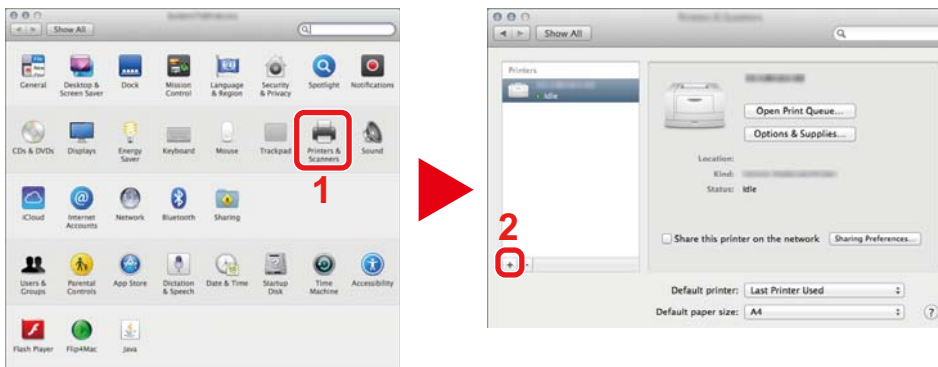 Show All
General
Desktop & Screen Saver
Dock
Mission Control
Language & Region
Security & Privacy
Spotlight
Notifications
CDs & DVDs
Displays
Energy Saver
Keyboard
Mouse
Trackpad
Printers & Scanners
Sound
1
iCloud
Internet Accounts
Network
Bluetooth
Sharing
Users & Groups
Parental Controls
App Store
Dictation & Speech
Date & Time
Startup Disk
Time Machine
Accessibility
Flash Player
Flip4Mac
Java
Show All
Printers
Idle
Open Print Queue...
Options & Supplies...
Location:
Kind:
Status: Idle
2
+ -
Share this printer on the network Sharing Preferences...
Default printer: Last Printer Used
Default paper size: A4 ?